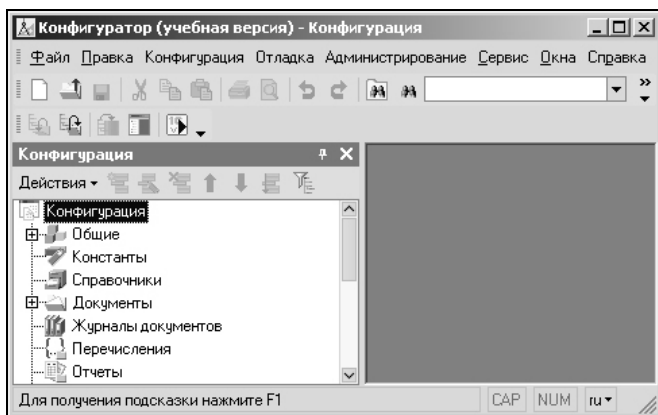 Конфигуратор (учебная версия) - Конфигурация
Файл Правка Конфигурация Отладка Администрирование Сервис Окна Справка
Конфигурация
Действия
Конфигурация
Общие
Константы
Справочники
Документы
Журналы документов
Перечисления
Отчеты
Для получения подсказки нажмите F1 CAP NUM ru